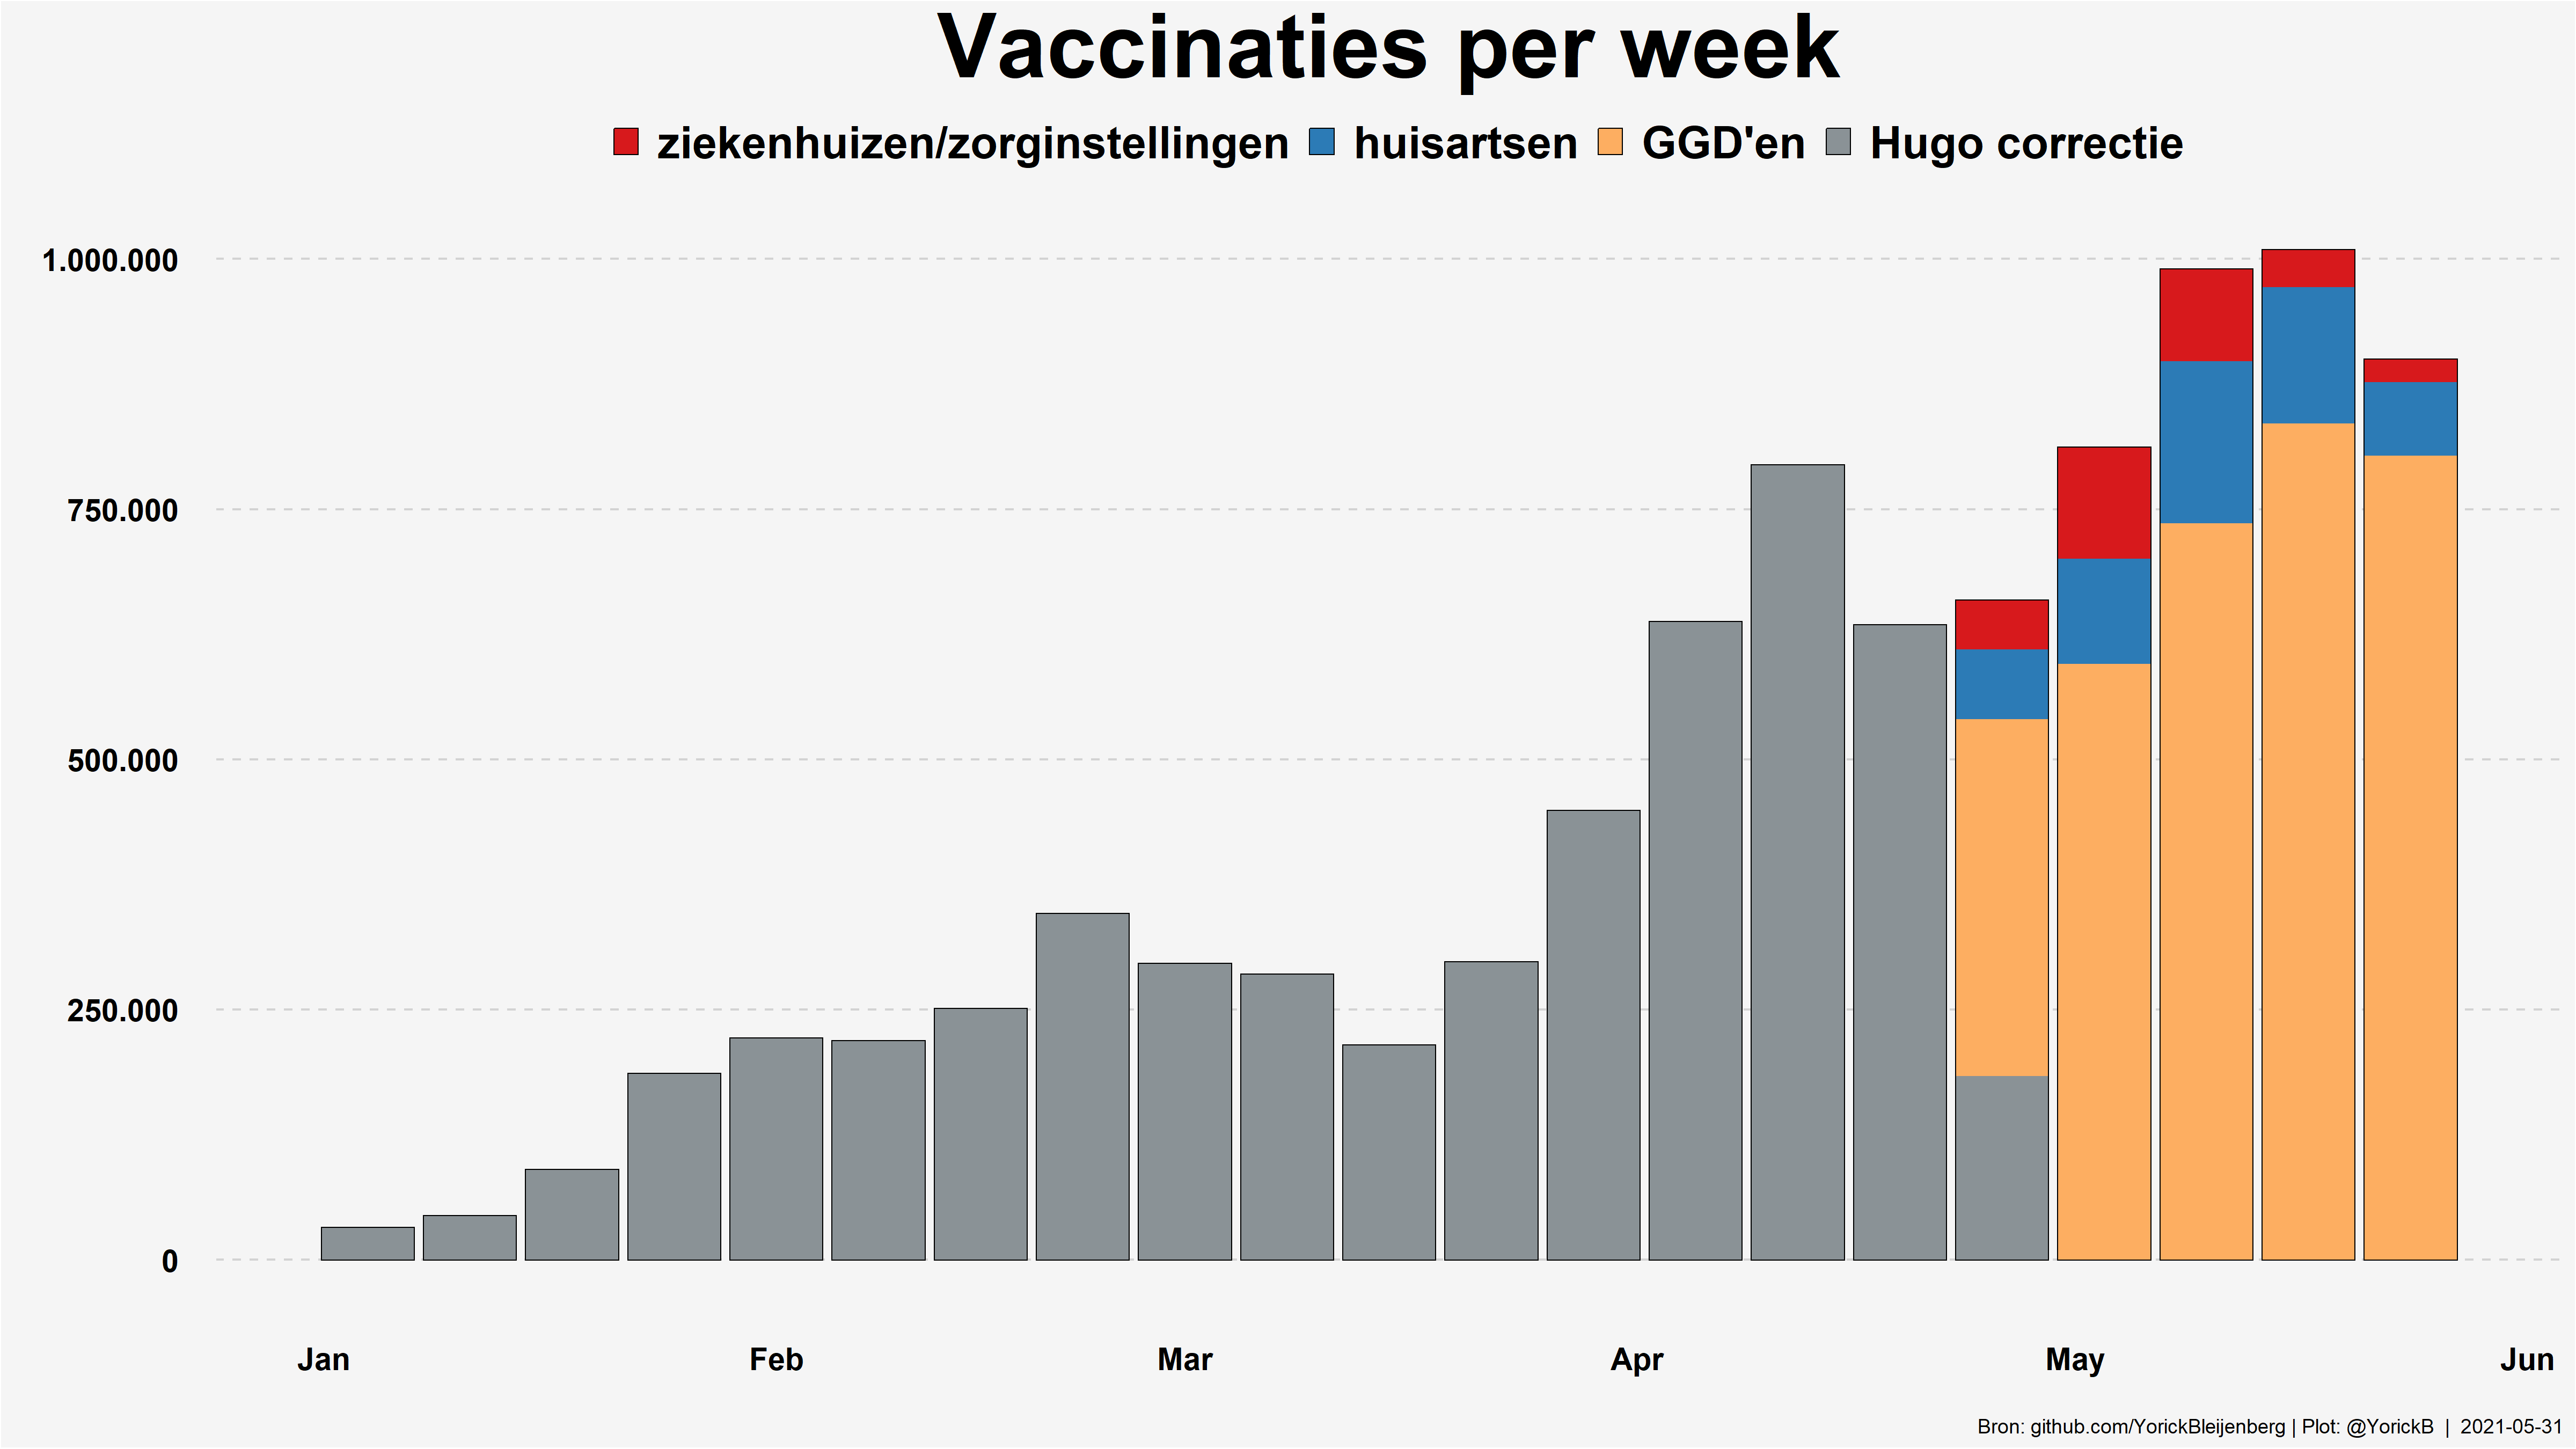 Vaccinaties per week
ziekenhuizen/zorginstellingen huisartsen GGD'en Hugo correctie
1.000.000
750.000
500.000
250.000
0
Jan Feb Mar Apr May Jun
Bron: github.com/YorickBleijenberg | Plot: @YorickB | 2021-05-31